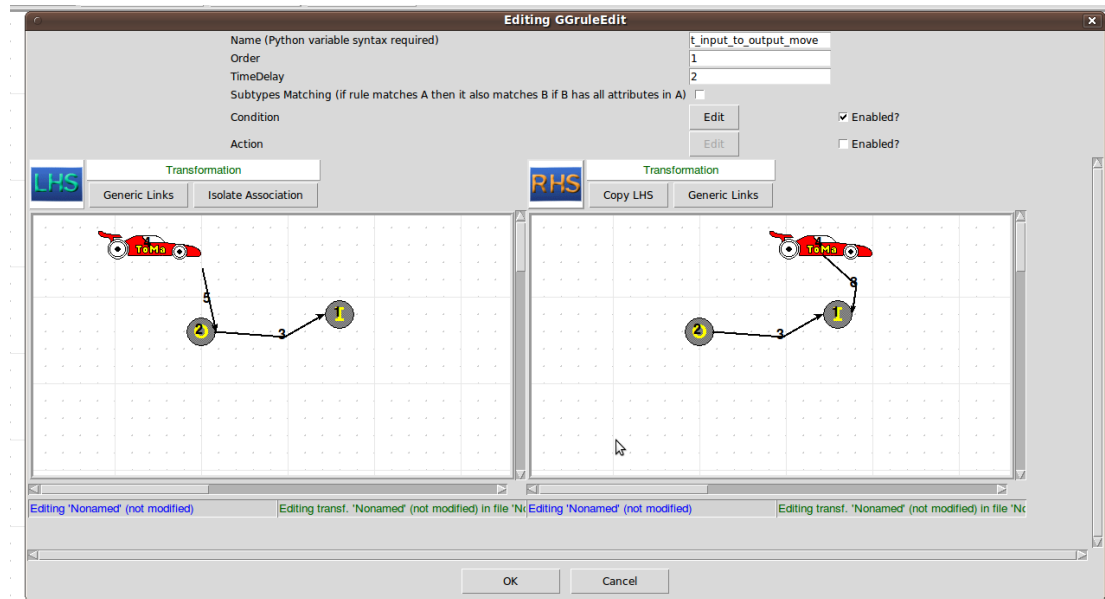 Editing GGruleEdit
Name (Python variable syntax required) t_input_to_output_move
Order 1
TimeDelay 2
Subtypes Matching (if rule matches A then it also matches B if B has all attributes in A)
Condition Edit Enabled?
Action Edit Enabled?
LHS Transformation RHS Transformation
Generic Links Isolate Association Copy LHS Generic Links
4 ToMa 4 ToMa
5 8
1 I 1 I
2 2
3 3
Editing 'Nonamed' (not modified) Editing transf. 'Nonamed' (not modified) in file 'No Editing 'Nonamed' (not modified) Editing transf. 'Nonamed' (not modified) in file 'No
OK Cancel